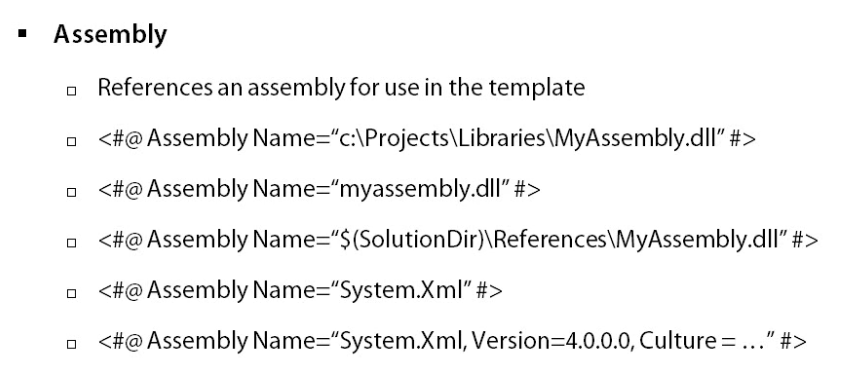 Assembly
References an assembly for use in the template
<#@ Assembly Name=“c:\Projects\Libraries\MyAssembly.dll” #>
<#@ Assembly Name=“myassembly.dll” #>
<#@ Assembly Name=“$(SolutionDir)\References\MyAssembly.dll” #>
<#@ Assembly Name=“System.Xml” #>
<#@ Assembly Name=“System.Xml, Version=4.0.0.0, Culture = …” #>